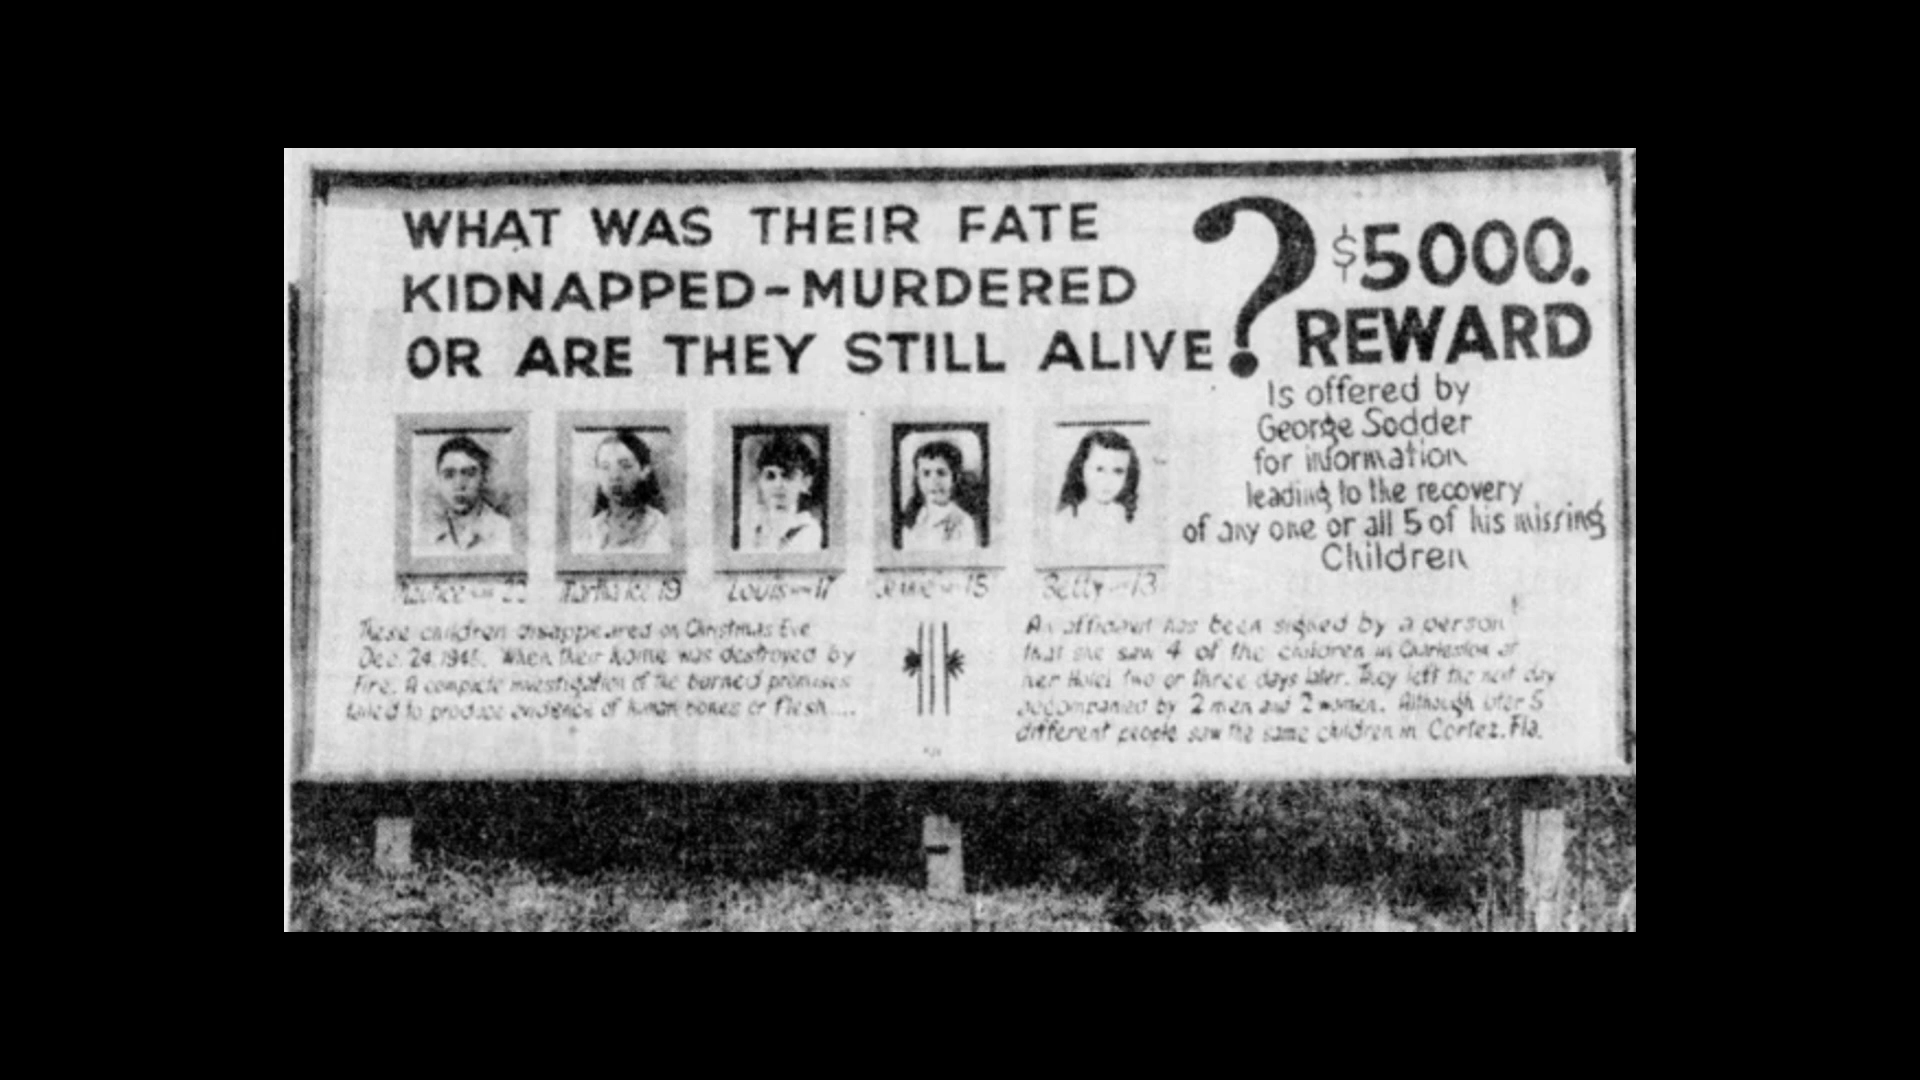 WHAT WAS THEIR FATE
KIDNAPPED-MURDERED
OR ARE THEY STILL ALIVE?
$5000.
REWARD
Is offered by
George Sodder
for information
leading to the recovery
of any one or all 5 of his missing
Children
Maurice 22
Martha 19
Louis 17
Jennie 15
Betty 13
These children disappeared on Christmas Eve
Dec. 24, 1945. When their home was destroyed by
Fire. A complete investigation of the burned premises
failed to produce evidence of human bones or flesh....
An affidavit has been signed by a person
that she saw 4 of the children in Charleston at
her Hotel two or three days later. They left the next day
accompanied by 2 men and 2 women. Although later 5
different people saw the same children in Cortez. Fla.